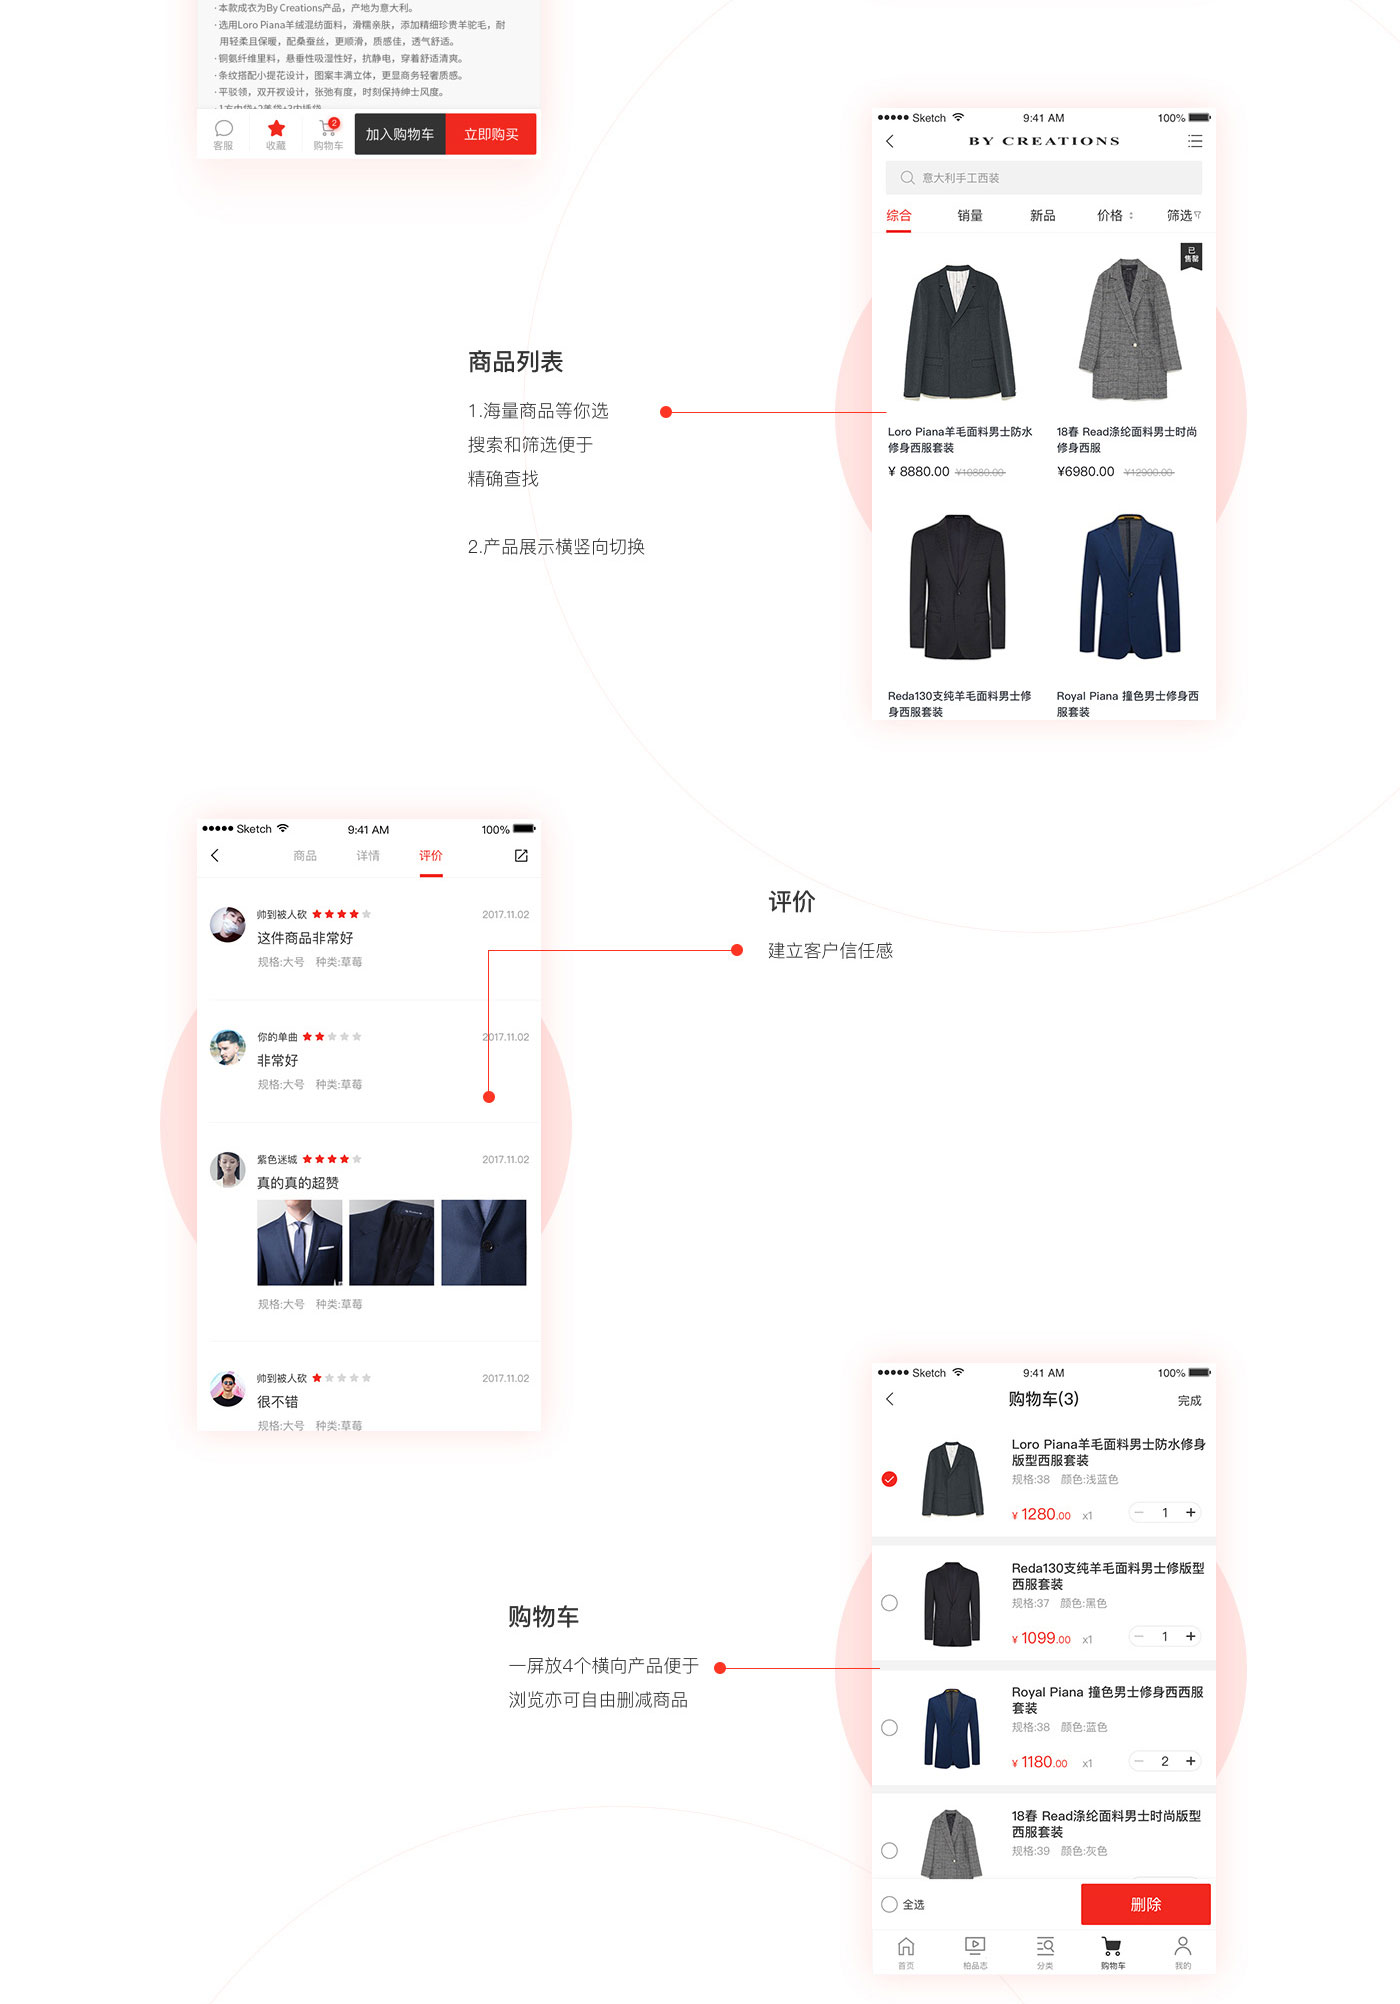 ·本款成衣为By Creations产品，产地为意大利。
·选用Loro Piana羊绒混纺面料，滑糯亲肤，添加精细珍贵羊驼毛，耐
用轻柔且保暖，配桑蚕丝，更顺滑，质感佳，透气舒适。
·铜氨纤维里料，悬垂性吸湿性好，抗静电，穿着舒适清爽。
·条纹搭配小提花设计，图案丰满立体，更显商务轻奢质感。
·平驳领，双开衩设计，张弛有度，时刻保持绅士风度。
客服
收藏
2
购物车
加入购物车
立即购买
Sketch 9:41 AM 100%
BY CREATIONS
意大利手工西装
综合 销量 新品 价格 筛选
已
售罄
Loro Piana羊毛面料男士防水
修身西服套装
¥ 8880.00 ¥10880.00
18春 Read涤纶面料男士时尚
修身西服
¥6980.00 ¥12900.00
Reda130支纯羊毛面料男士修
身西服套装
Royal Piana 撞色男士修身西
服套装
商品列表
1.海量商品等你选
搜索和筛选便于
精确查找
2.产品展示横竖向切换
Sketch 9:41 AM 100%
商品 详情 评价
帅到被人砍 2017.11.02
这件商品非常好
规格:大号 种类:草莓
你的单曲 2017.11.02
非常好
规格:大号 种类:草莓
紫色迷城 2017.11.02
真的真的超赞
规格:大号 种类:草莓
帅到被人砍 2017.11.02
很不错
规格:大号 种类:草莓
评价
建立客户信任感
Sketch 9:41 AM 100%
购物车(3) 完成
Loro Piana羊毛面料男士防水修身
版型西服套装
规格:38 颜色:浅蓝色
¥ 1280.00 x1 1
Reda130支纯羊毛面料男士修版型
西服套装
规格:37 颜色:黑色
¥ 1099.00 x1 1
Royal Piana 撞色男士修身西西服
套装
规格:38 颜色:蓝色
¥ 1180.00 x1 2
18春 Read涤纶面料男士时尚版型
西服套装
规格:39 颜色:灰色
全选 删除
首页 柏品志 分类 购物车 我的
购物车
一屏放4个横向产品便于
浏览亦可自由删减商品